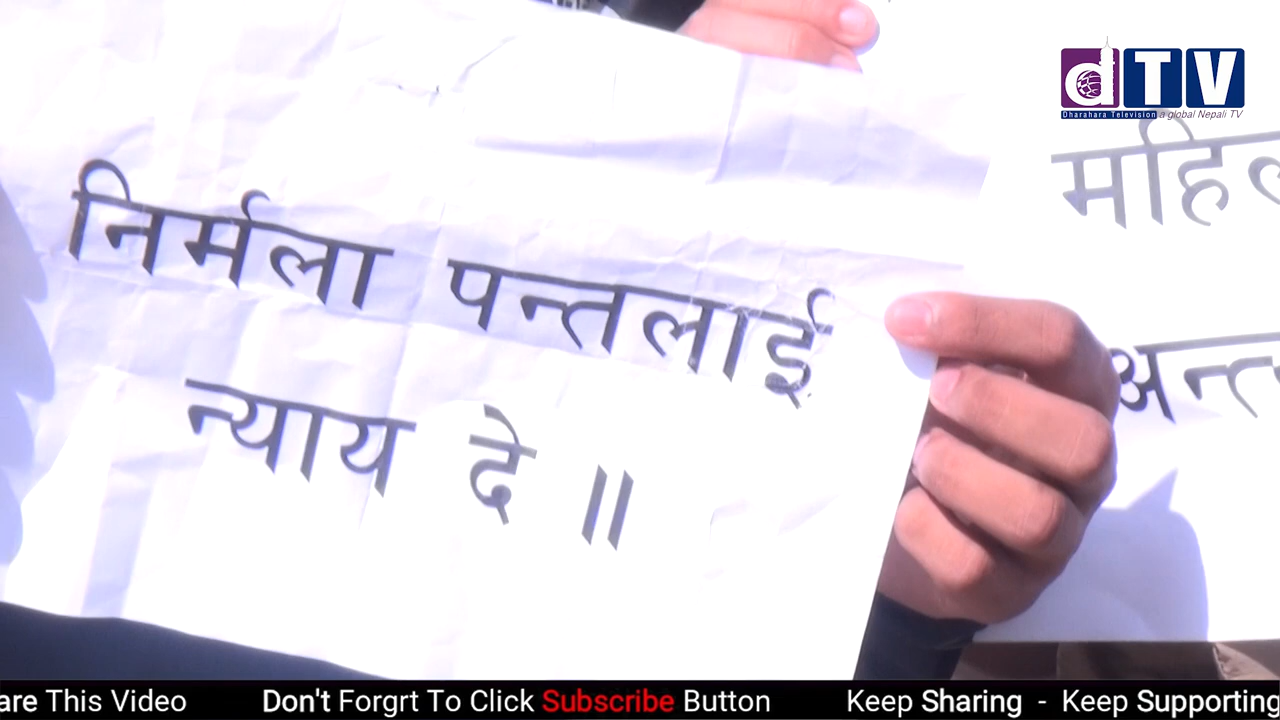 dTV
Dharahara Television a global Nepali TV
निर्मला पन्तलाई
न्याय दे ॥
are This Video Don't Forgrt To Click Subscribe Button Keep Sharing - Keep Supporting